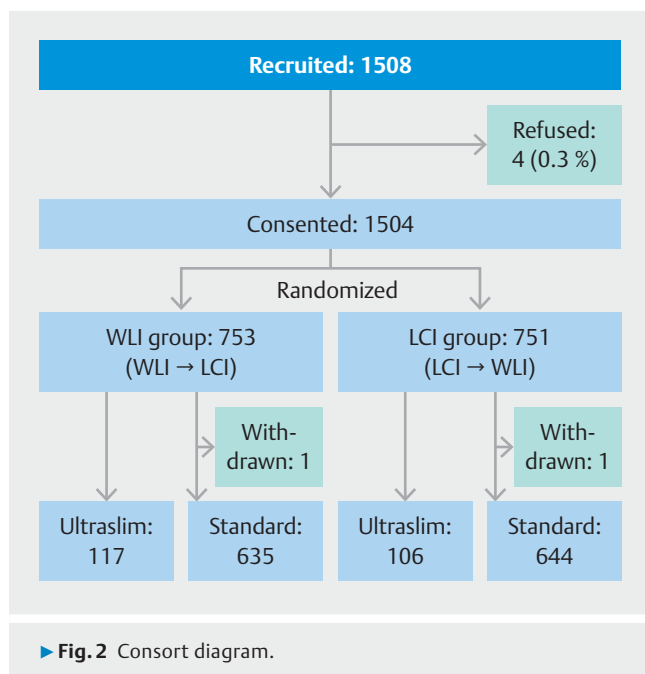 Recruited: 1508
Refused:
4 (0.3 %)
Consented: 1504
Randomized
WLI group: 753
(WLI → LCI)
LCI group: 751
(LCI → WLI)
With-
drawn: 1
With-
drawn: 1
Ultraslim:
117
Standard:
635
Ultraslim:
106
Standard:
644
▶ Fig. 2 Consort diagram.